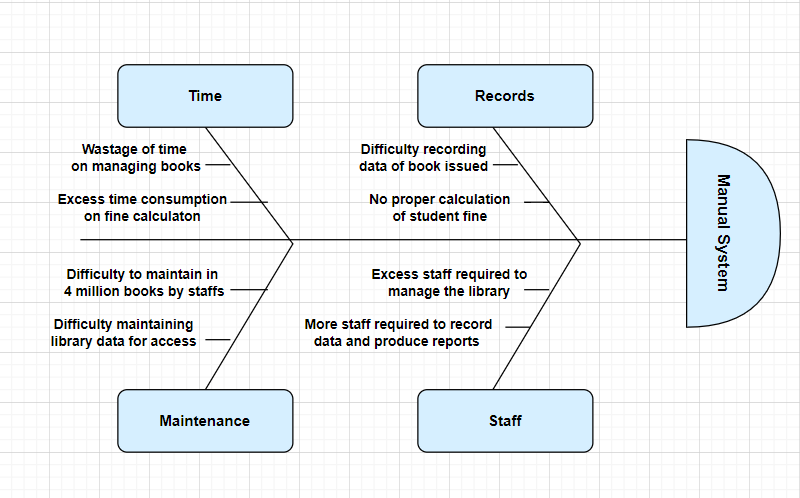 Time
Records
Wastage of time
on managing books
Difficulty recording
data of book issued
Excess time consumption
on fine calculaton
No proper calculation
of student fine
Manual System
Difficulty to maintain in
4 million books by staffs
Excess staff required to
manage the library
Difficulty maintaining
library data for access
More staff required to record
data and produce reports
Maintenance
Staff